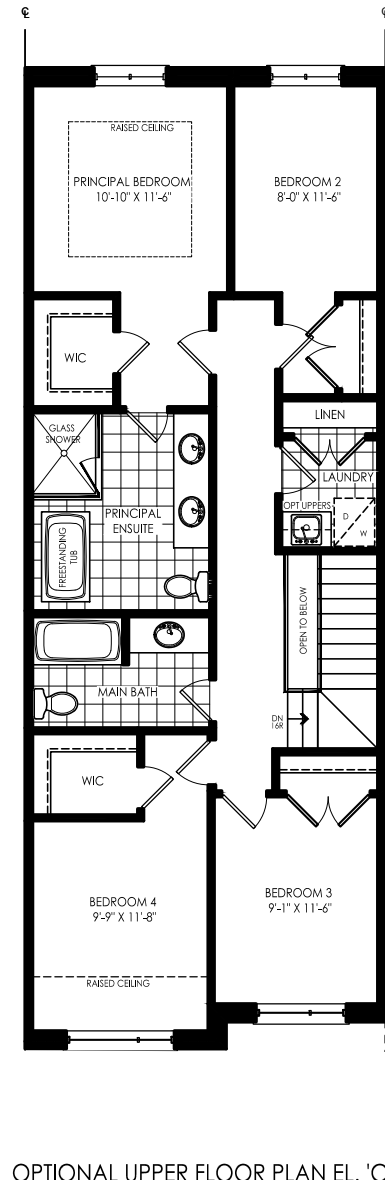 RAISED CEILING
PRINCIPAL BEDROOM
10'-10" X 11'-6"
BEDROOM 2
8'-0" X 11'-6"
WIC
LINEN
GLASS
SHOWER
LAUNDRY
OPT UPPERS
D
W
PRINCIPAL
ENSUITE
FREESTANDING
TUB
OPEN TO BELOW
MAIN BATH
DN
16R
WIC
BEDROOM 4
9'-9" X 11'-8"
BEDROOM 3
9'-1" X 11'-6"
RAISED CEILING
OPTIONAL UPPER FLOOR PLAN EL. 'C